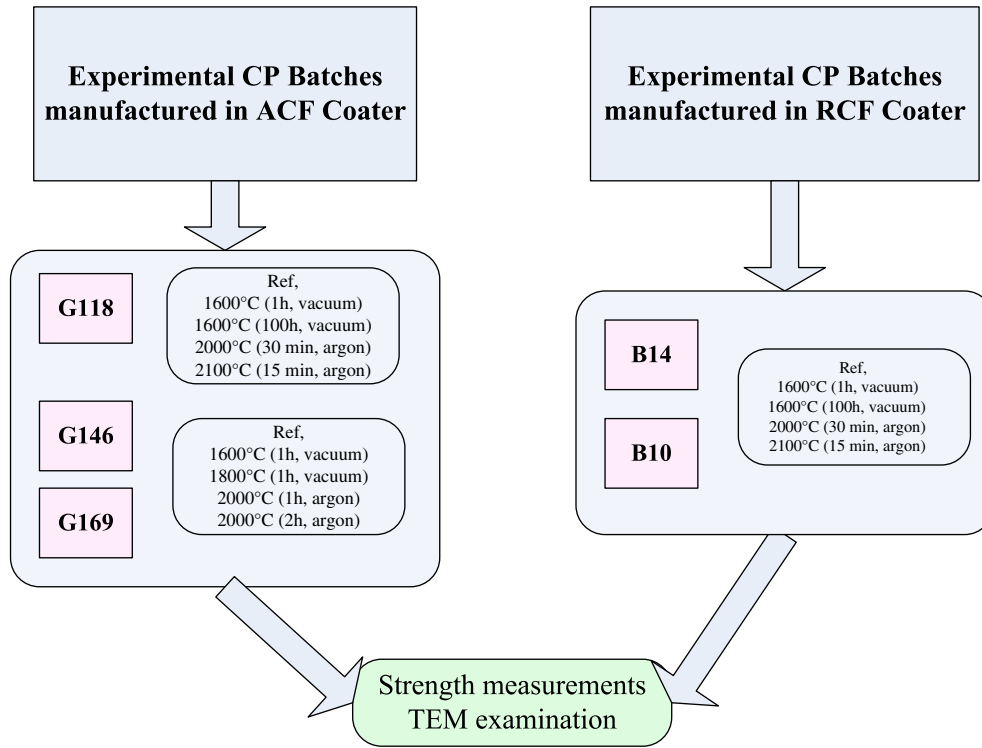 Experimental CP Batches
manufactured in ACF Coater
Experimental CP Batches
manufactured in RCF Coater
G118
Ref,
1600°C (1h, vacuum)
1600°C (100h, vacuum)
2000°C (30 min, argon)
2100°C (15 min, argon)
G146
G169
Ref,
1600°C (1h, vacuum)
1800°C (1h, vacuum)
2000°C (1h, argon)
2000°C (2h, argon)
B14
B10
Ref,
1600°C (1h, vacuum)
1600°C (100h, vacuum)
2000°C (30 min, argon)
2100°C (15 min, argon)
Strength measurements
TEM examination